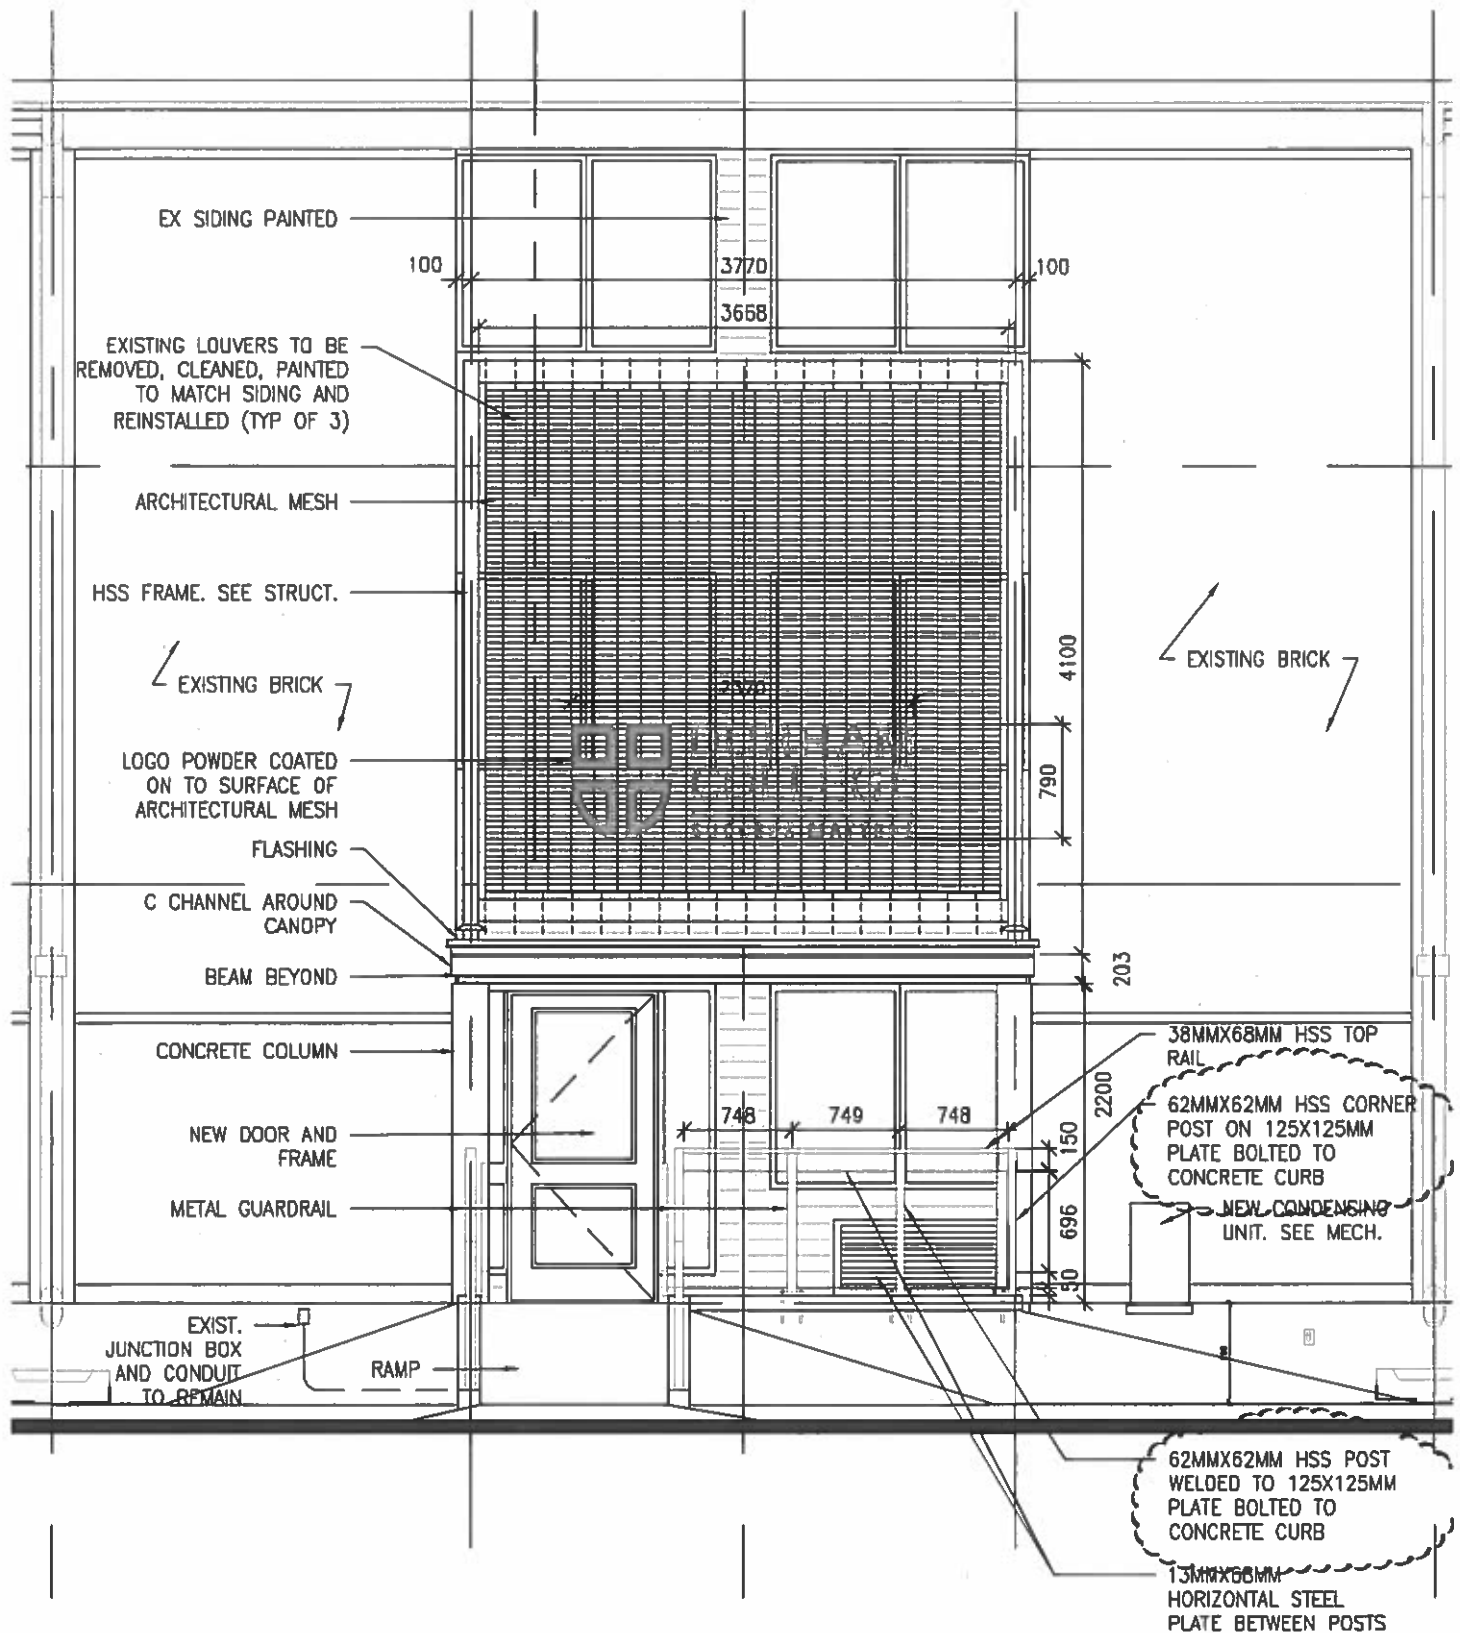 EX SIDING PAINTED
100
3770
100
3668
EXISTING LOUVERS TO BE
REMOVED, CLEANED, PAINTED
TO MATCH SIDING AND
REINSTALLED (TYP OF 3)
ARCHITECTURAL MESH
HSS FRAME. SEE STRUCT.
EXISTING BRICK
4100
EXISTING BRICK
2370
LOGO POWDER COATED
ON TO SURFACE OF
ARCHITECTURAL MESH
DURHAM
COLLEGE
SUCCESS MATTERS
790
FLASHING
C CHANNEL AROUND
CANOPY
BEAM BEYOND
203
CONCRETE COLUMN
38MMX68MM HSS TOP
RAIL
2200
62MMX62MM HSS CORNER
POST ON 125X125MM
PLATE BOLTED TO
CONCRETE CURB
748
749
748
150
NEW DOOR AND
FRAME
METAL GUARDRAIL
696
NEW CONDENSING
UNIT. SEE MECH.
50
EXIST.
JUNCTION BOX
AND CONDUIT
TO REMAIN
RAMP
62MMX62MM HSS POST
WELDED TO 125X125MM
PLATE BOLTED TO
CONCRETE CURB
13MMX68MM
HORIZONTAL STEEL
PLATE BETWEEN POSTS